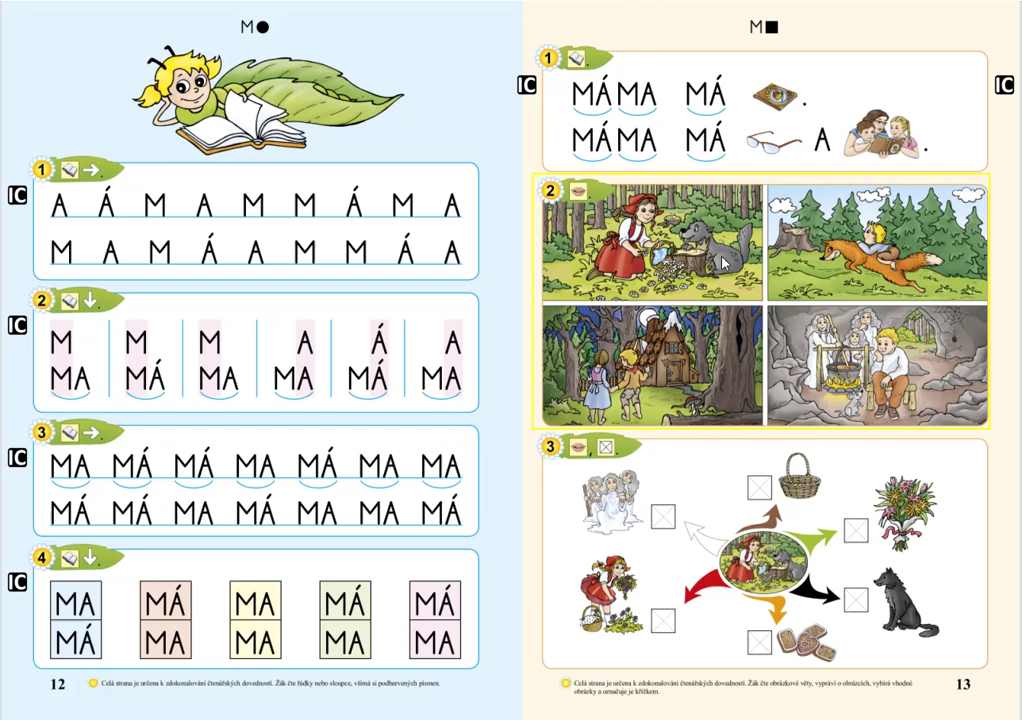 M●
1
IC
A Á M A M M Á M A
M A M Á A M M Á A
2
IC
M M M A Á A
MA MÁ MA MA MÁ MA
3
IC
MA MÁ MÁ MA MÁ MA MA
MÁ MÁ MA MÁ MA MA MÁ
4
IC
MA MÁ MA MÁ MÁ
MÁ MA MA MA MA
12
Celá strana je určena k zdokonalování čtenářských dovedností. Žák čte řádky nebo sloupce, všímá si podbarvených písmen.
M■
1
IC
IC
MÁMA MÁ .
MÁMA MÁ A .
2
3
Celá strana je určena k zdokonalování čtenářských dovedností. Žák čte obrázkové věty, vypráví o obrázcích, vybírá vhodné
obrázky a označuje je křížkem.
13